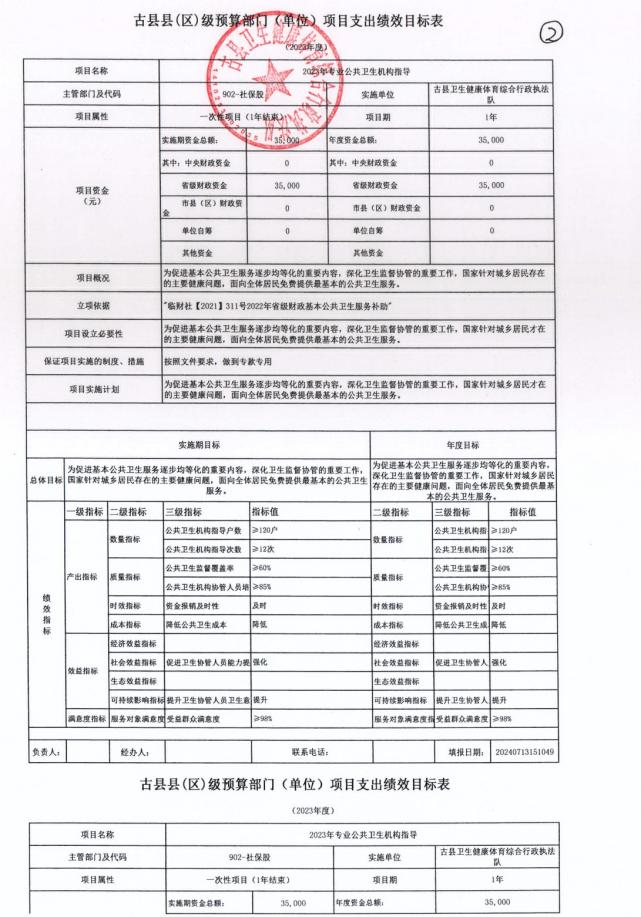 古县县(区)级预算部门（单位）项目支出绩效目标表
②
（2023年度）
项目名称 2023年专业公共卫生机构指导
主管部门及代码 902-社保股 实施单位 古县卫生健康体育综合行政执法
队
项目属性 一次性项目（1年结束） 项目期 1年
项目资金
（元）
实施期资金总额： 35,000 年度资金总额： 35,000
其中：中央财政资金 0 其中：中央财政资金 0
省级财政资金 35,000 省级财政资金 35,000
市县（区）财政资
金 0 市县（区）财政资金 0
单位自筹 0 单位自筹 0
其他资金 其他资金
项目概况 为促进基本公共卫生服务逐步均等化的重要内容，深化卫生监督协管的重要工作，国家针对城乡居民存在
的主要健康问题，面向全体居民免费提供最基本的公共卫生服务。
立项依据 "临财社【2021】311号2022年省级财政基本公共卫生服务补助"
项目设立必要性 为促进基本公共卫生服务逐步均等化的重要内容，深化卫生监督协管的重要工作，国家针对城乡居民才在
的主要健康问题，面向全体居民免费提供最基本的公共卫生服务。
保证项目实施的制度、措施 按照文件要求，做到专款专用
项目实施计划 为促进基本公共卫生服务逐步均等化的重要内容，深化卫生监督协管的重要工作，国家针对城乡居民才在
的主要健康问题，面向全体居民免费提供最基本的公共卫生服务。
实施期目标 年度目标
总体目标
为促进基本公共卫生服务逐步均等化的重要内容，深化卫生监督协管的重要工作，
国家针对城乡居民存在的主要健康问题，面向全体居民免费提供最基本的公共卫生
服务。
为促进基本公共卫生服务逐步均等化的重要内容，
深化卫生监督协管的重要工作，国家针对城乡居民
存在的主要健康问题，面向全体居民免费提供最基
本的公共卫生服务。
绩效指标
一级指标 二级指标 三级指标 指标值 二级指标 三级指标 指标值
产出指标
数量指标 公共卫生机构指导户数 ≥120户 数量指标 公共卫生机构指 ≥120户
公共卫生机构指导次数 ≥12次 公共卫生机构指 ≥12次
质量指标 公共卫生监督覆盖率 ≥60% 质量指标 公共卫生监督覆 ≥60%
公共卫生机构协管人员培 ≥85% 公共卫生机构协 ≥85%
时效指标 资金报销及时性 及时 时效指标 资金报销及时性 及时
成本指标 降低公共卫生成本 降低 成本指标 降低公共卫生成 降低
效益指标
经济效益指标 经济效益指标
社会效益指标 促进卫生协管人员能力提 强化 社会效益指标 促进卫生协管人 强化
生态效益指标 生态效益指标
可持续影响指标 提升卫生协管人员卫生意 提升 可持续影响指标 提升卫生协管人 提升
满意度指标 服务对象满意度 受益群众满意度 ≥98% 服务对象满意度指 受益群众满意度 ≥98%
负责人： 经办人： 联系电话： 填报日期： 20240713151049
古县县(区)级预算部门（单位）项目支出绩效目标表
（2023年度）
项目名称 2023年专业公共卫生机构指导
主管部门及代码 902-社保股 实施单位 古县卫生健康体育综合行政执法
队
项目属性 一次性项目（1年结束） 项目期 1年
实施期资金总额： 35,000 年度资金总额： 35,000